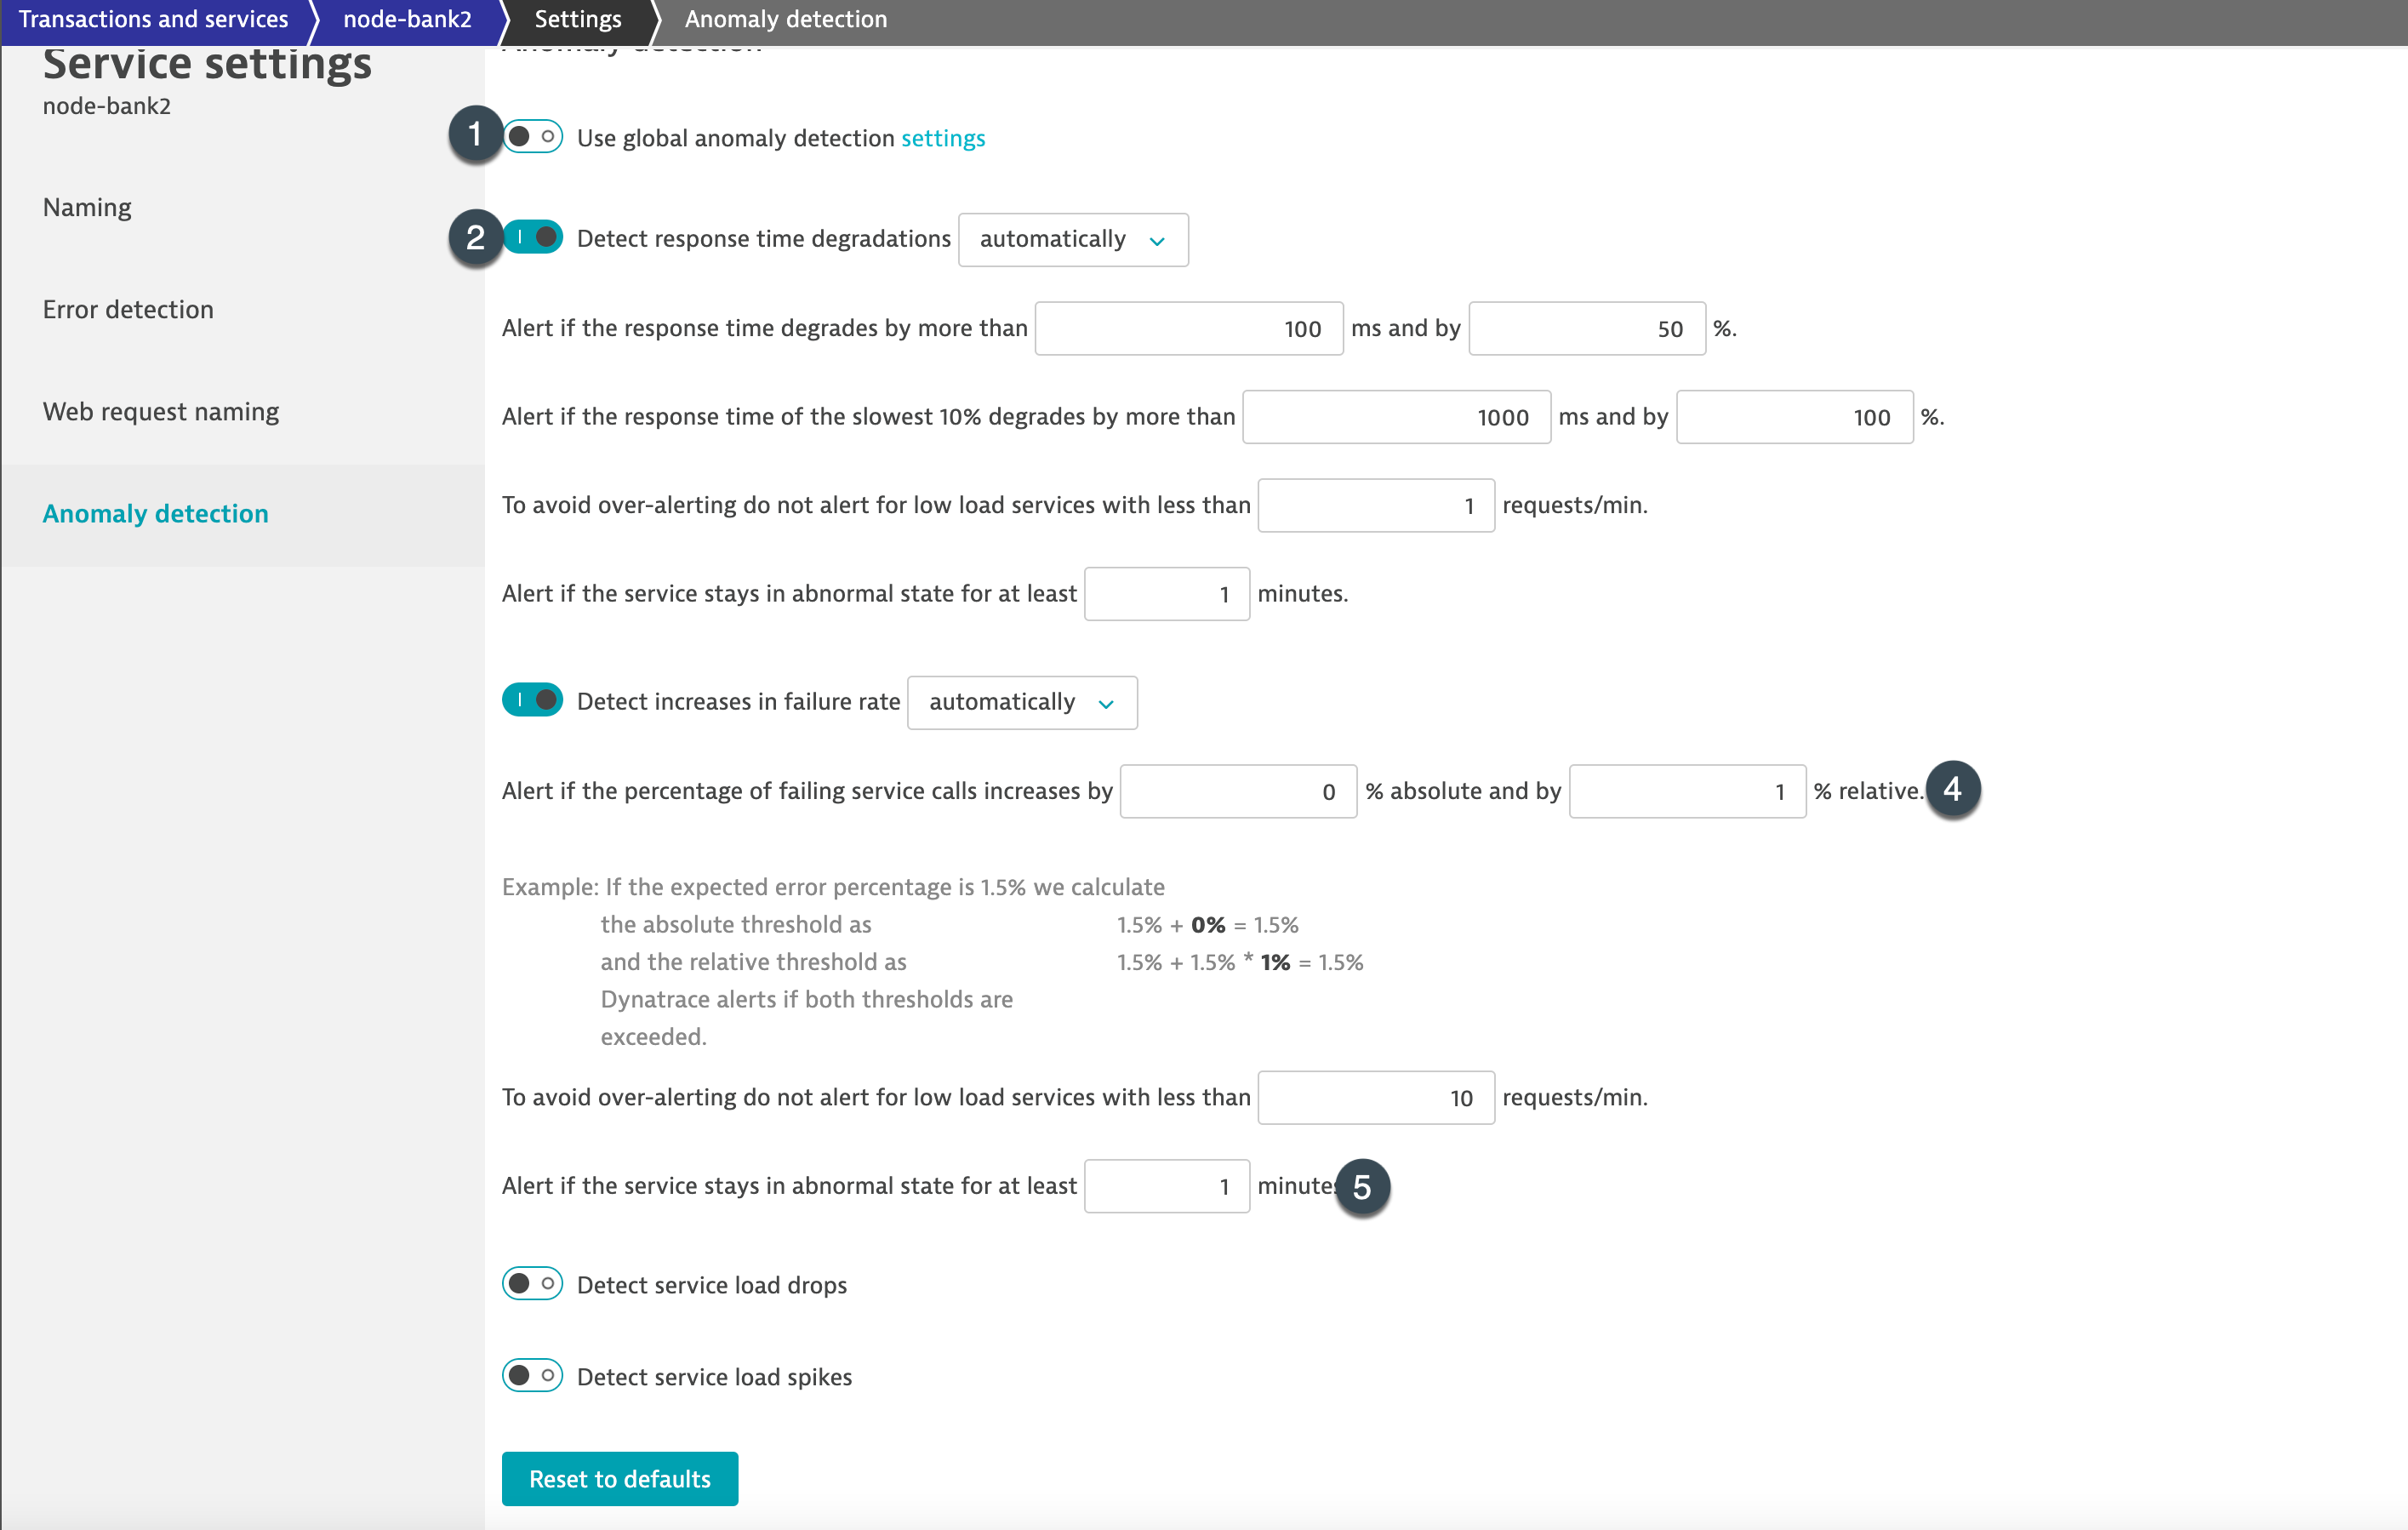 Transactions and services node-bank2 Settings Anomaly detection
Anomaly detection
Service settings
node-bank2
Naming
Error detection
Web request naming
Anomaly detection
1 Use global anomaly detection settings
2 Detect response time degradations automatically
Alert if the response time degrades by more than 100 ms and by 50 %.
Alert if the response time of the slowest 10% degrades by more than 1000 ms and by 100 %.
To avoid over-alerting do not alert for low load services with less than 1 requests/min.
Alert if the service stays in abnormal state for at least 1 minutes.
Detect increases in failure rate automatically
Alert if the percentage of failing service calls increases by 0 % absolute and by 1 % relative. 4
Example: If the expected error percentage is 1.5% we calculate
the absolute threshold as 1.5% + 0% = 1.5%
and the relative threshold as 1.5% + 1.5% * 1% = 1.5%
Dynatrace alerts if both thresholds are
exceeded.
To avoid over-alerting do not alert for low load services with less than 10 requests/min.
Alert if the service stays in abnormal state for at least 1 minutes 5
Detect service load drops
Detect service load spikes
Reset to defaults